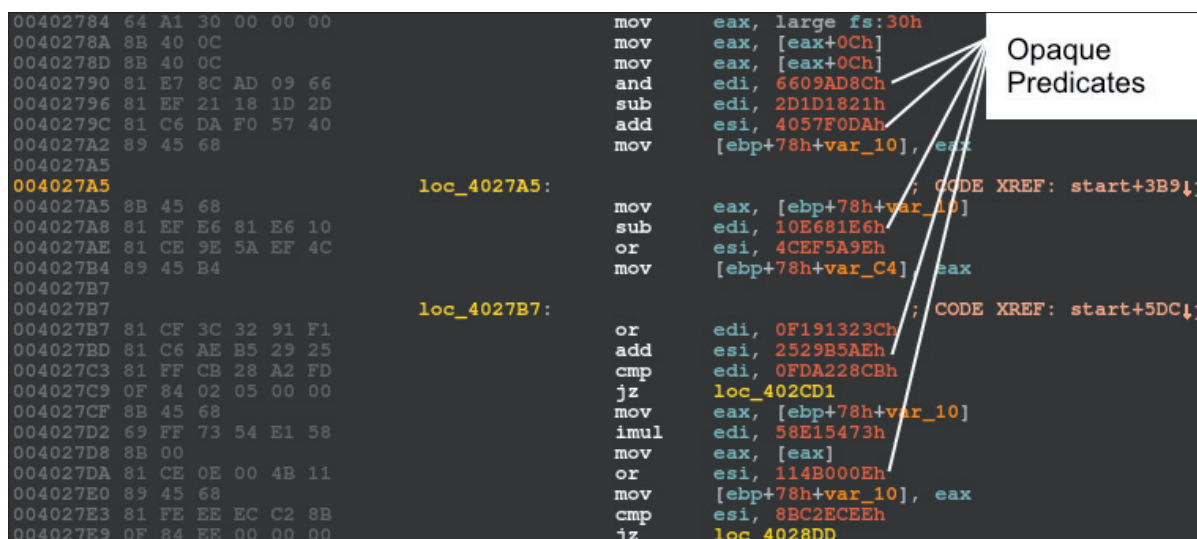 00402784 64 A1 30 00 00 00 mov eax, large fs:30h
0040278A 8B 40 0C mov eax, [eax+0Ch]
0040278D 8B 40 0C mov eax, [eax+0Ch]
00402790 81 E7 8C AD 09 66 and edi, 6609AD8Ch
00402796 81 EF 21 18 1D 2D sub edi, 2D1D1821h
0040279C 81 C6 DA F0 57 40 add esi, 4057F0DAh
004027A2 89 45 68 mov [ebp+78h+var_10], eax
004027A5
004027A5 loc_4027A5: ; CODE XREF: start+3B9↓j
004027A5 8B 45 68 mov eax, [ebp+78h+var_10]
004027A8 81 EF E6 81 E6 10 sub edi, 10E681E6h
004027AE 81 CE 9E 5A EF 4C or esi, 4CEF5A9Eh
004027B4 89 45 B4 mov [ebp+78h+var_C4], eax
004027B7
004027B7 loc_4027B7: ; CODE XREF: start+5DC↓j
004027B7 81 CF 3C 32 91 F1 or edi, 0F191323Ch
004027BD 81 C6 AE B5 29 25 add esi, 2529B5AEh
004027C3 81 FF CB 28 A2 FD cmp edi, 0FDA228CBh
004027C9 0F 84 02 05 00 00 jz loc_402CD1
004027CF 8B 45 68 mov eax, [ebp+78h+var_10]
004027D2 69 FF 73 54 E1 58 imul edi, 58E15473h
004027D8 8B 00 mov eax, [eax]
004027DA 81 CE 0E 00 4B 11 or esi, 114B000Eh
004027E0 89 45 68 mov [ebp+78h+var_10], eax
004027E3 81 FE EE EC C2 8B cmp esi, 8BC2ECEEh
004027E9 0F 84 EE 00 00 00 jz loc_4028DD
Opaque
Predicates